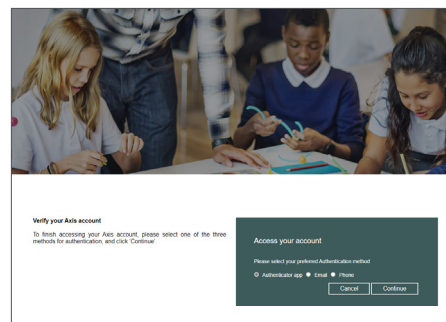 Verify your Axis account
To finish accessing your Axis account, please select one of the three
methods for authentication, and click 'Continue'.
Access your account
Please select your preferred Authentication method
Authenticator app Email Phone
Cancel Continue